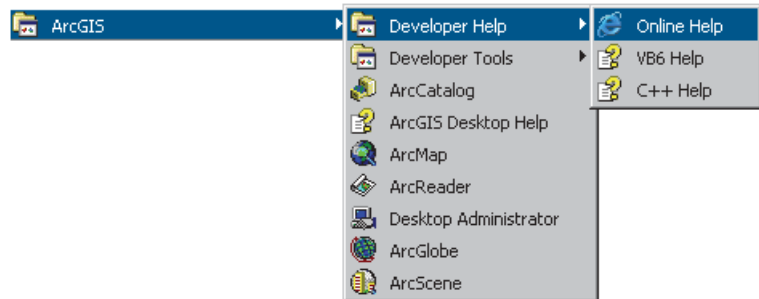 ArcGIS
Developer Help
Developer Tools
ArcCatalog
ArcGIS Desktop Help
ArcMap
ArcReader
Desktop Administrator
ArcGlobe
ArcScene
Online Help
VB6 Help
C++ Help